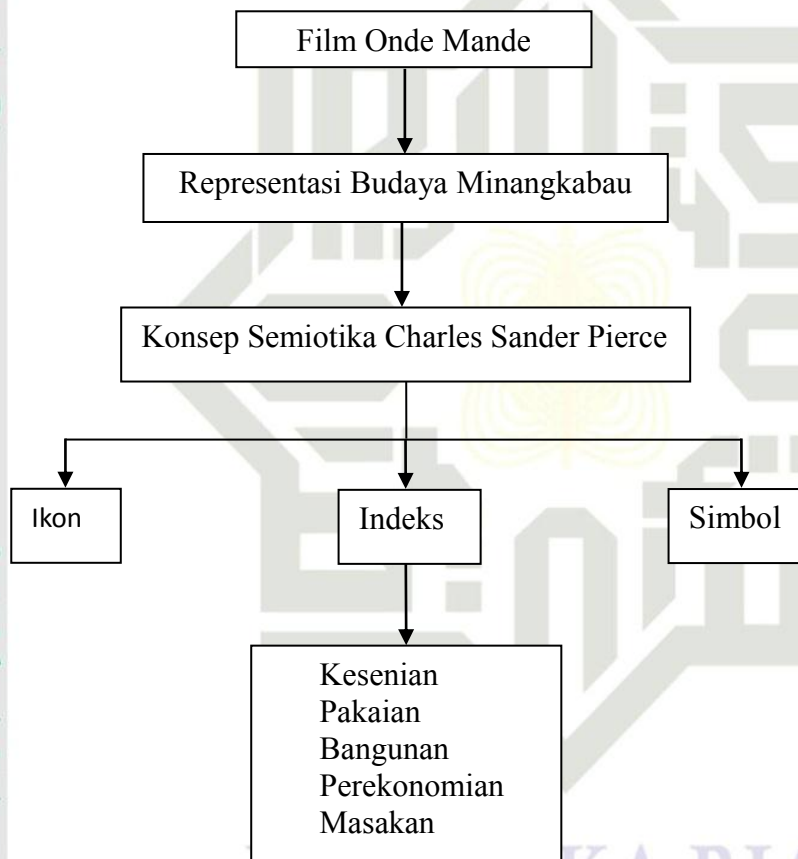 Film Onde Mande
Representasi Budaya Minangkabau
Konsep Semiotika Charles Sander Pierce
Ikon
Indeks
Simbol
Kesenian
Pakaian
Bangunan
Perekonomian
Masakan